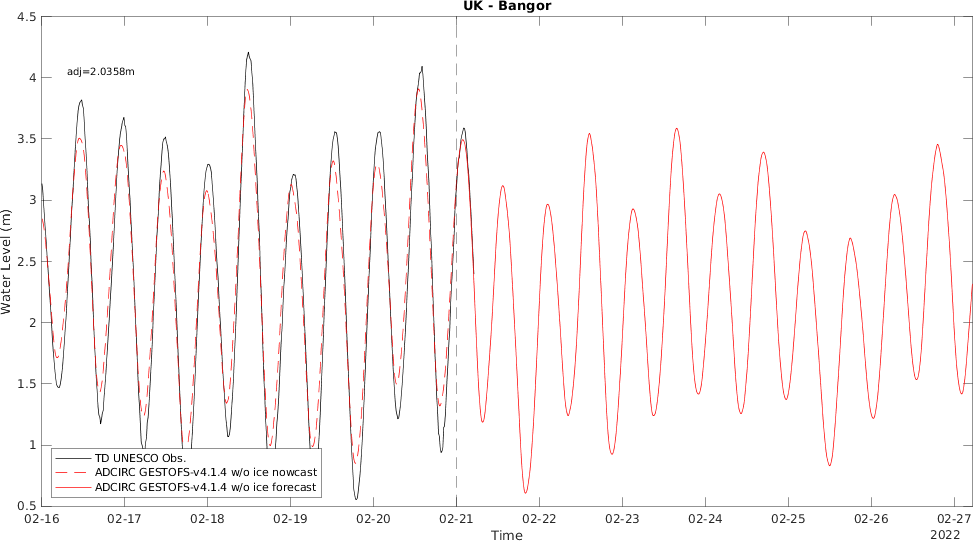 UK - Bangor
4.5
4
3.5
3
2.5
2
1.5
1
0.5
Water Level (m)
adj=2.0358m
TD UNESCO Obs.
ADCIRC GESTOFS-v4.1.4 w/o ice nowcast
ADCIRC GESTOFS-v4.1.4 w/o ice forecast
02-16 02-17 02-18 02-19 02-20 02-21 02-22 02-23 02-24 02-25 02-26 02-27
Time
2022